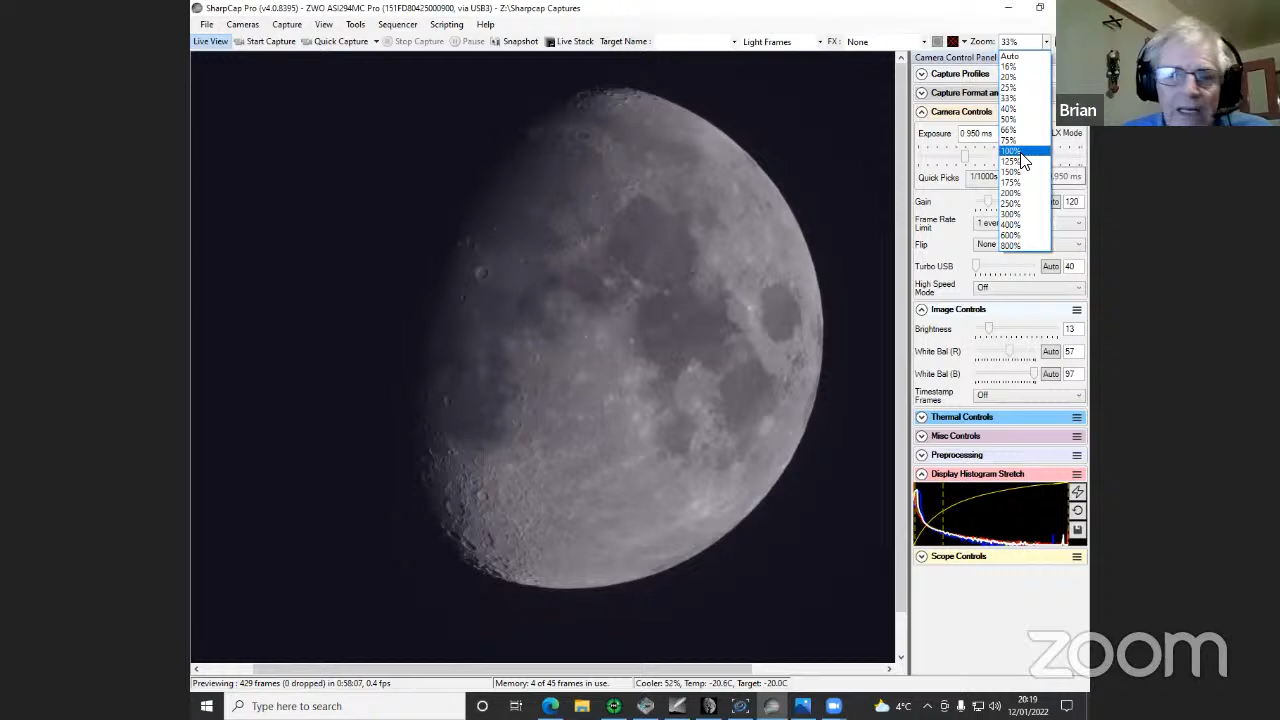 SharpCap Pro (v4.0.8395) - ZWO ASI294MC Pro (151FD80425000900, via USB3) - Z:\Sharpcap Captures
File Cameras Capture Tools Sequencer Scripting Help
Live View Start Capture Quick Capture Stop Capture Pause Snapshot Live Stack Target Name : Light Frames FX: None Zoom: 33%
Camera Control Panel
Auto
16%
20%
25%
33%
40%
50%
66%
75%
100%
125%
150%
175%
200%
250%
300%
400%
600%
800%
Capture Profiles
Capture Format an
Camera Controls
Exposure 0.950 ms LX Mode
Quick Picks 1/1000s .950 ms
Gain 120
Frame Rate Limit 1 eve
Flip None
Turbo USB Auto 40
High Speed Mode Off
Image Controls
Brightness 13
White Bal (R) Auto 57
White Bal (B) Auto 97
Timestamp Frames Off
Thermal Controls
Misc Controls
Preprocessing
Display Histogram Stretch
Scope Controls
Brian
zoom
Previewing : 429 frames (0 dropped) in 0:58:07, 0.4 fps Memory: 4 of 45 frames in use. Cooler: 52%, Temp: -20.6C, Target: -20.0C
Type here to search 4°C 20:19
12/01/2022